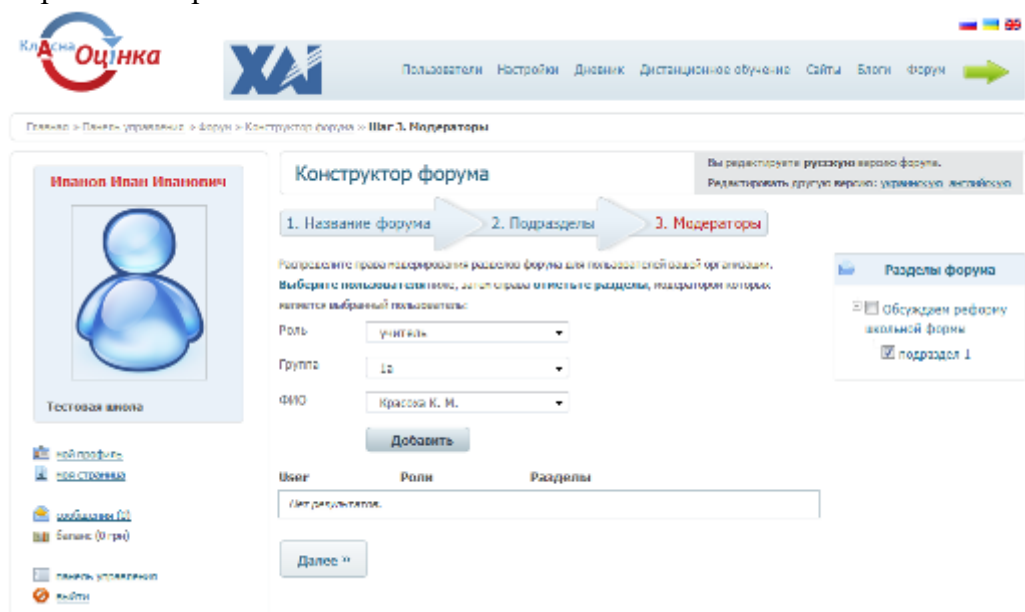 КлАсна Оцінка
ХАІ
Пользователи Настройки Дневник Дистанционное обучение Сайты Блоги Форум
Главная » Панель управления » Форум » Конструктор форума » Шаг 3. Модераторы
Иванов Иван Иванович
Тестовая школа
мой профиль
моя страница
сообщения
Баланс (0 грн)
панель управления
выйти
Конструктор форума
Вы редактируете русскую версию форума.
Редактировать другую версию: украинскую английскую
1. Название форума 2. Подразделы 3. Модераторы
Распределите права модерирования разделов форума для пользователей вашей организации.
Выберите пользователя ниже, затем справа отметьте разделы, модератором которых
является выбранный пользователь:
Роль учитель
Группа 1а
ФИО К. М.
Добавить
User Роли Разделы
Нет результатов.
Далее »
Разделы форума
Обсуждаем реформу
школьной формы
подраздел 1